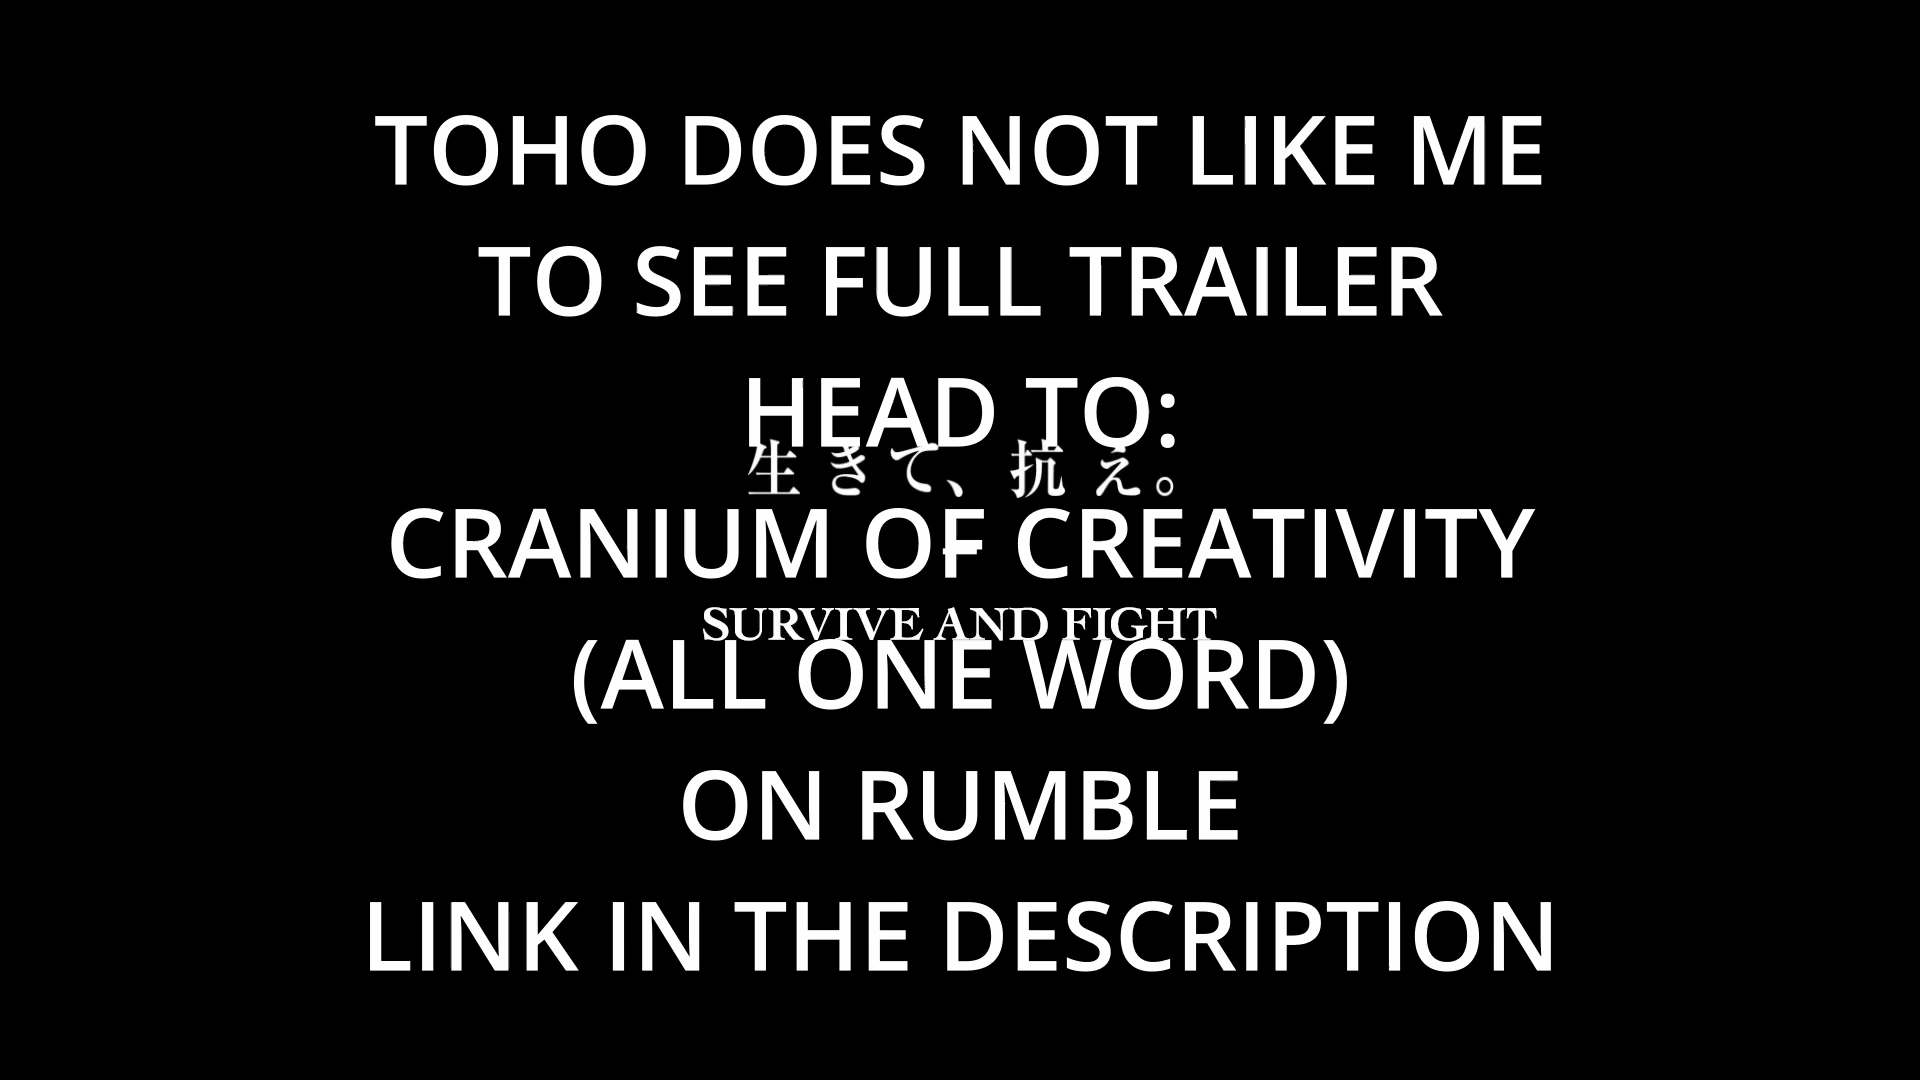 TOHO DOES NOT LIKE ME
TO SEE FULL TRAILER
HEAD TO:
生きて、抗え。
CRANIUM OF CREATIVITY
SURVIVE AND FIGHT
(ALL ONE WORD)
ON RUMBLE
LINK IN THE DESCRIPTION